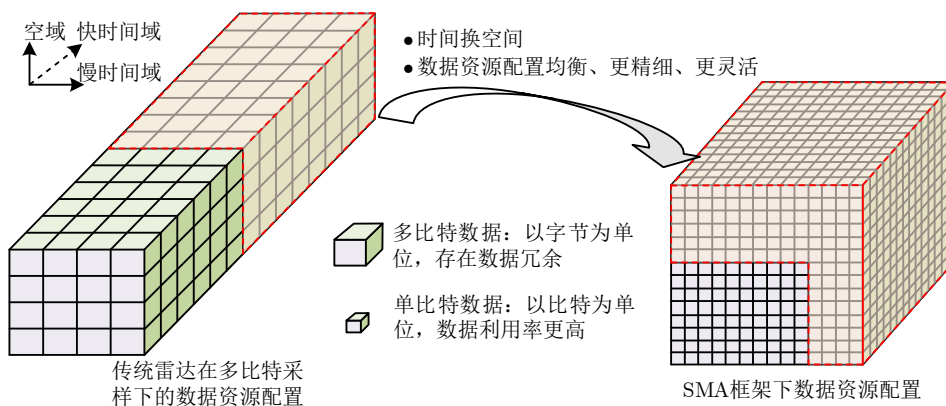 空域
快时间域
慢时间域
● 时间换空间
● 数据资源配置均衡、更精细、更灵活
多比特数据：以字节为单
位，存在数据冗余
单比特数据：以比特为单
位，数据利用率更高
传统雷达在多比特采
样下的数据资源配置
SMA框架下数据资源配置